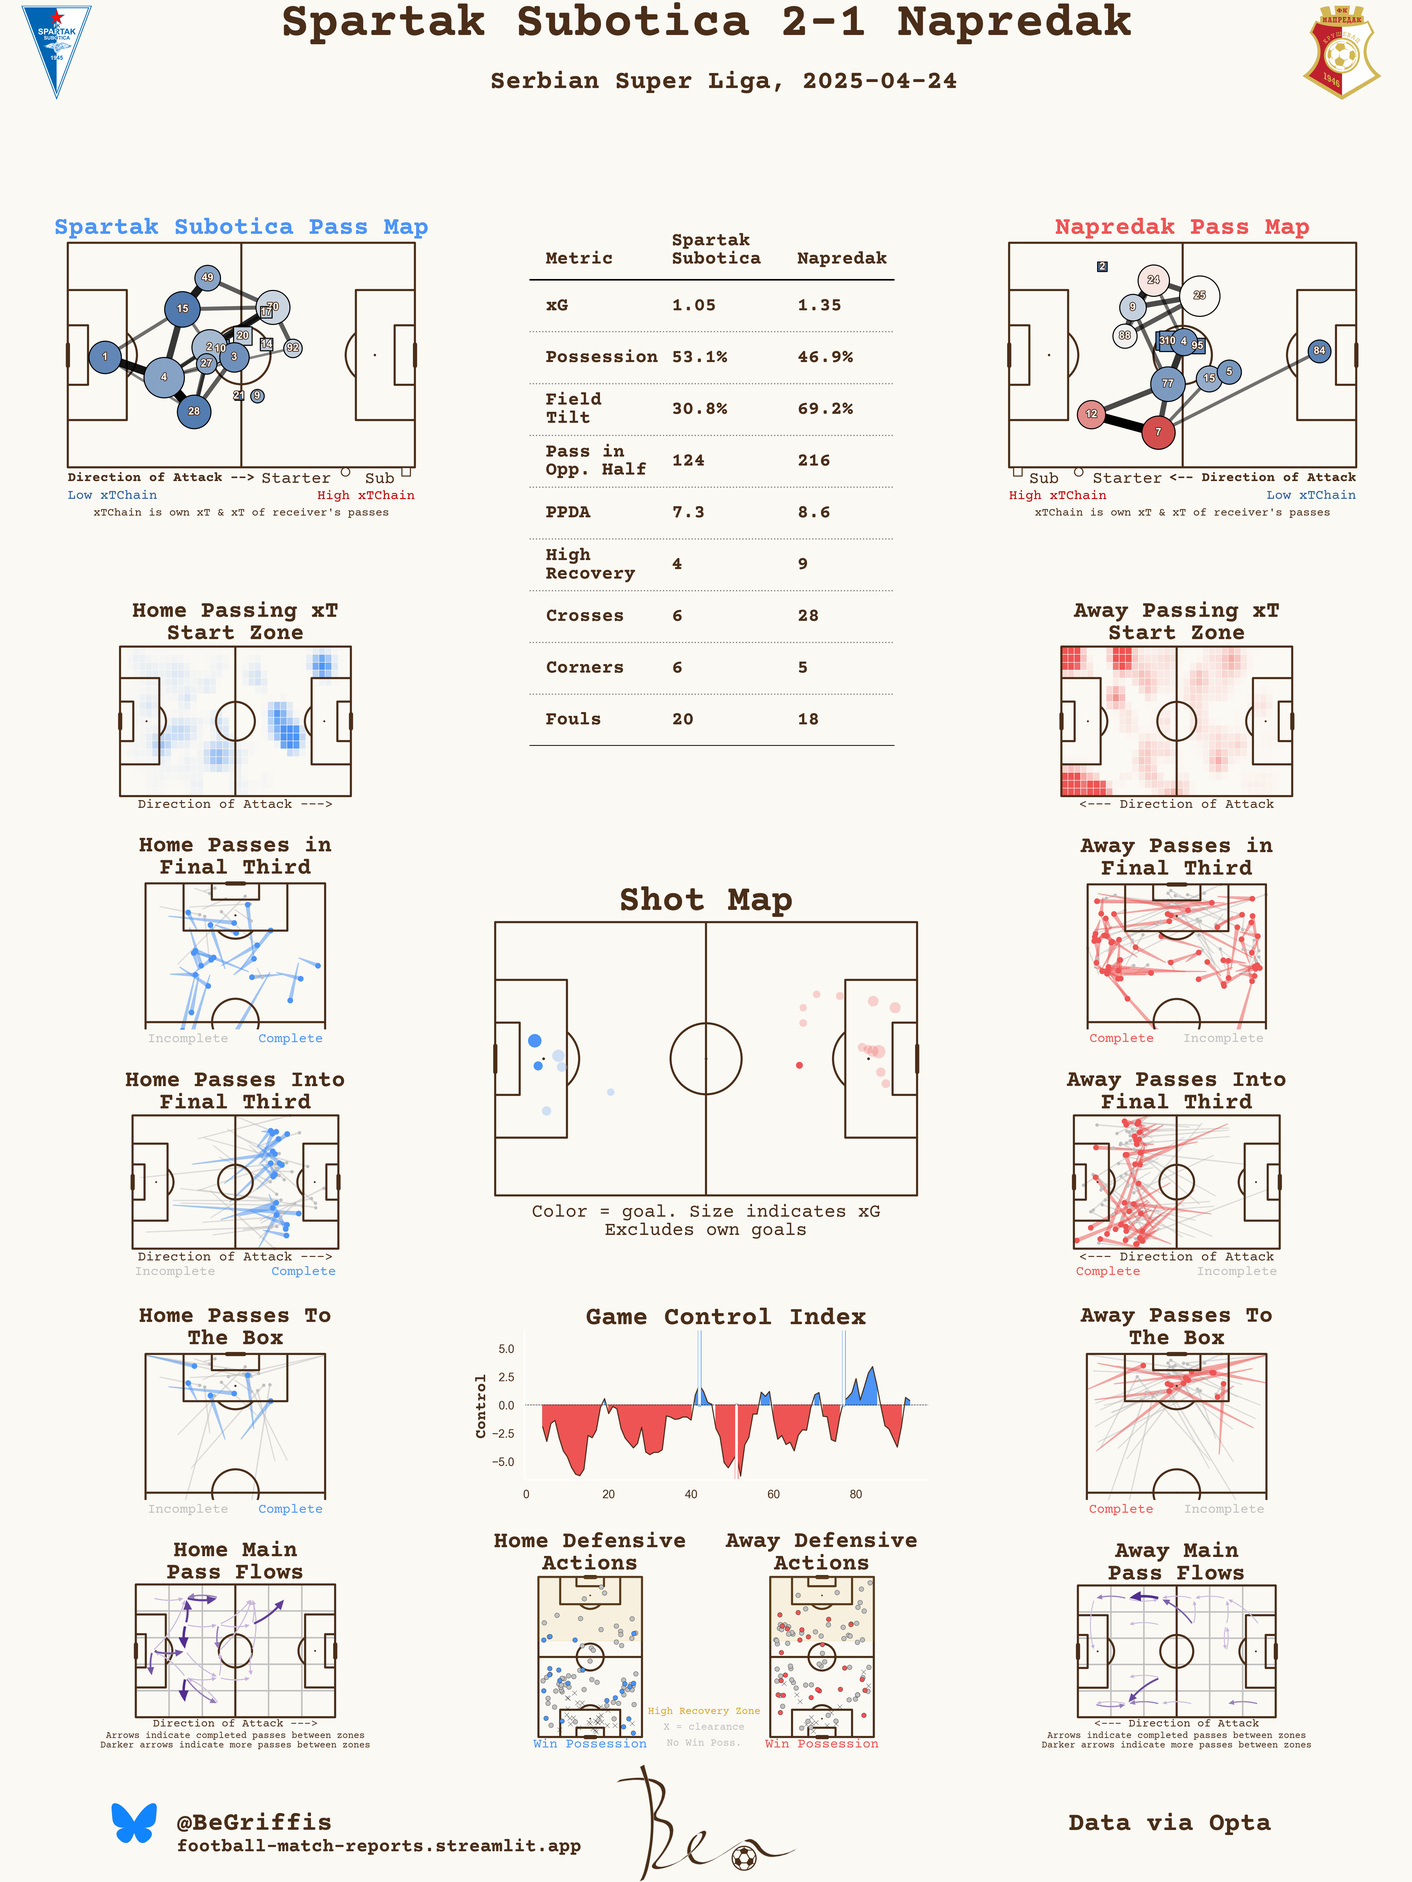 Spartak Subotica 2-1 Napredak
Serbian Super Liga, 2025-04-24
SPARTAK
SUBOTICA
1945
ФК
НАПРЕДАК
КРУШЕВАЦ
1946
Spartak Subotica Pass Map
49
15
70
17
1
2
10
20
14
92
27
3
4
28
21
9
Direction of Attack --> Starter Sub
Low xTChain High xTChain
xTChain is own xT & xT of receiver's passes
Metric Spartak Subotica Napredak
xG 1.05 1.35
Possession 53.1% 46.9%
Field Tilt 30.8% 69.2%
Pass in Opp. Half 124 216
PPDA 7.3 8.6
High Recovery 4 9
Crosses 6 28
Corners 6 5
Fouls 20 18
Napredak Pass Map
2
24
9
25
88
310
4
95
84
77
15
5
12
7
Sub Starter <-- Direction of Attack
High xTChain Low xTChain
xTChain is own xT & xT of receiver's passes
Home Passing xT
Start Zone
Direction of Attack --->
Away Passing xT
Start Zone
<--- Direction of Attack
Home Passes in
Final Third
Incomplete Complete
Away Passes in
Final Third
Complete Incomplete
Shot Map
Color = goal. Size indicates xG
Excludes own goals
Home Passes Into
Final Third
Direction of Attack --->
Incomplete Complete
Away Passes Into
Final Third
<--- Direction of Attack
Complete Incomplete
Home Passes To
The Box
Incomplete Complete
Game Control Index
Control
5.0
2.5
0.0
−2.5
−5.0
0 20 40 60 80
Away Passes To
The Box
Complete Incomplete
Home Main
Pass Flows
Direction of Attack --->
Arrows indicate completed passes between zones
Darker arrows indicate more passes between zones
Home Defensive
Actions
Win Possession
Away Defensive
Actions
Win Possession
High Recovery Zone
X = clearance
No Win Poss.
Away Main
Pass Flows
<--- Direction of Attack
Arrows indicate completed passes between zones
Darker arrows indicate more passes between zones
@BeGriffis
football-match-reports.streamlit.app
Ben
Data via Opta